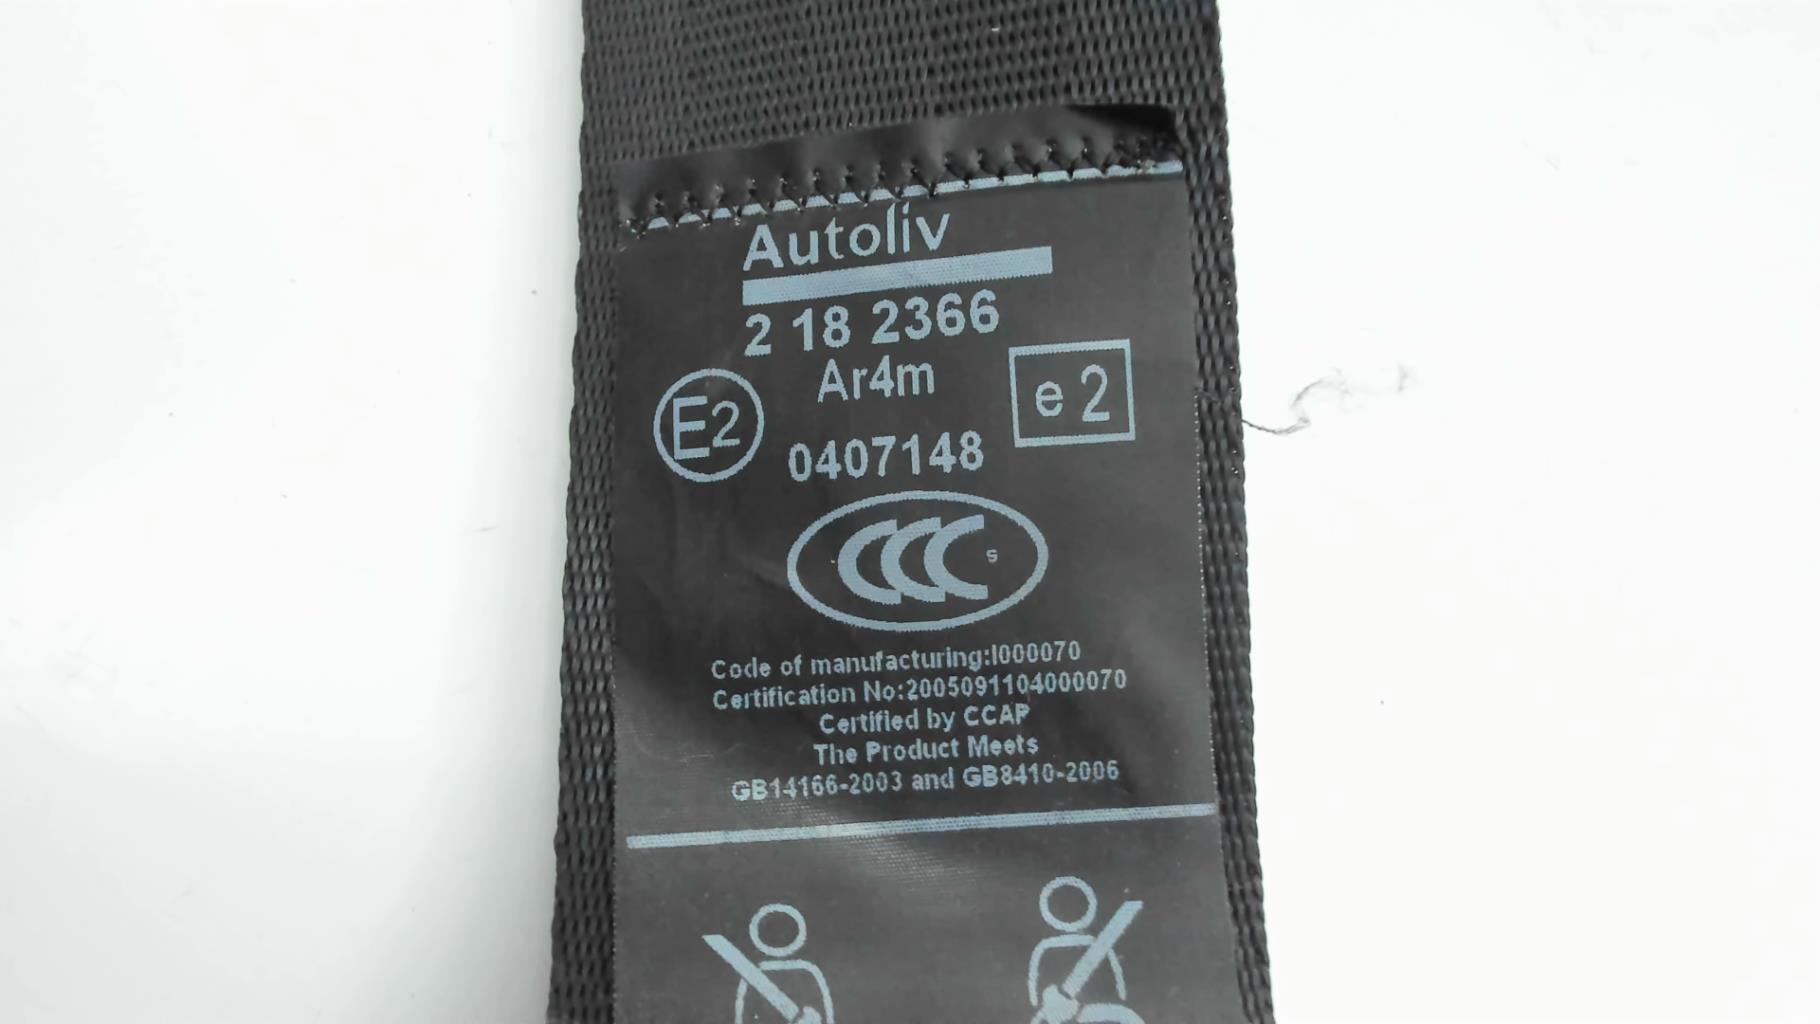 Autoliv
2 18 2366
Ar4m
E2
e 2
0407148
CCC S
Code of manufacturing:I000070
Certification No:2005091104000070
Certified by CCAP
The Product Meets
GB14166-2003 and GB8410-2006